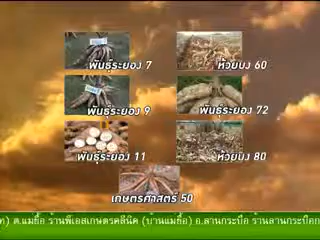 พันธุ์ระยอง 7
ห้วยบง 60
พันธุ์ระยอง 9
พันธุ์ระยอง 72
พันธุ์ระยอง 11
ห้วยบง 80
เกษตรศาสตร์ 50
ท) ต.แม่ยื้อ ร้านพีเอสเกษตรคลีนิค (บ้านแม่ยื้อ) อ.ลานกระบือ ร้านลานกระบือก